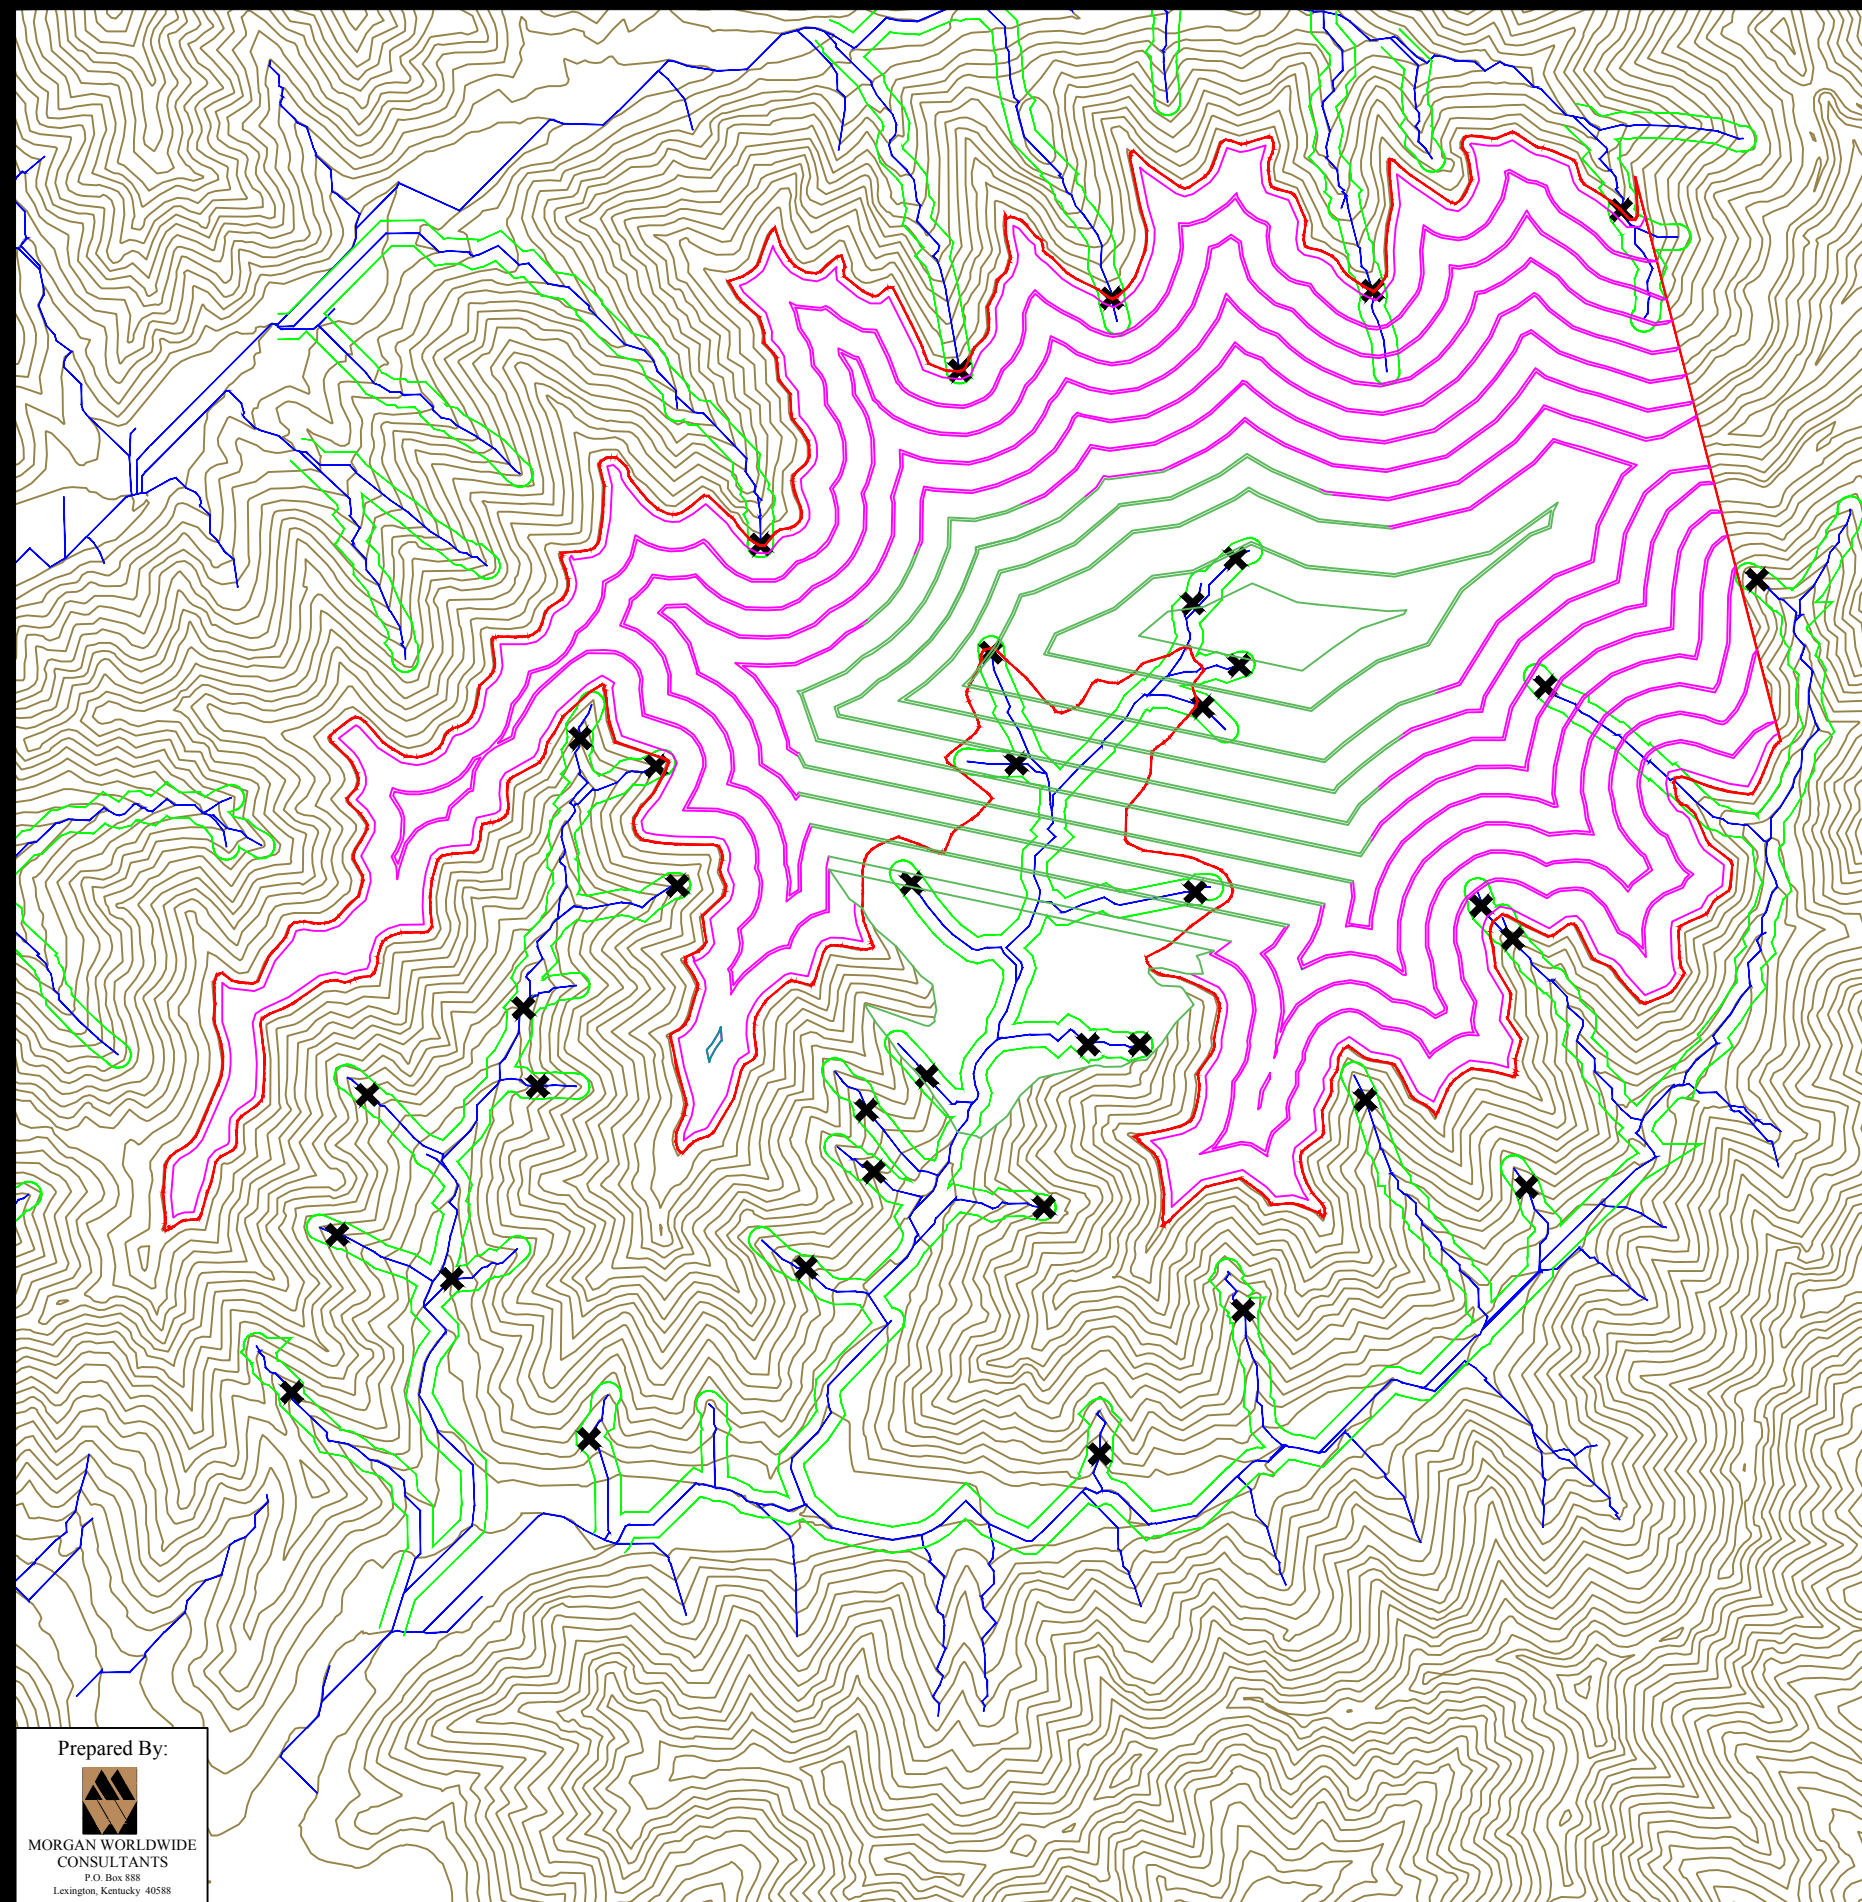 Prepared By:
MORGAN WORLDWIDE
CONSULTANTS
P.O. Box 888
Lexington, Kentucky 40588